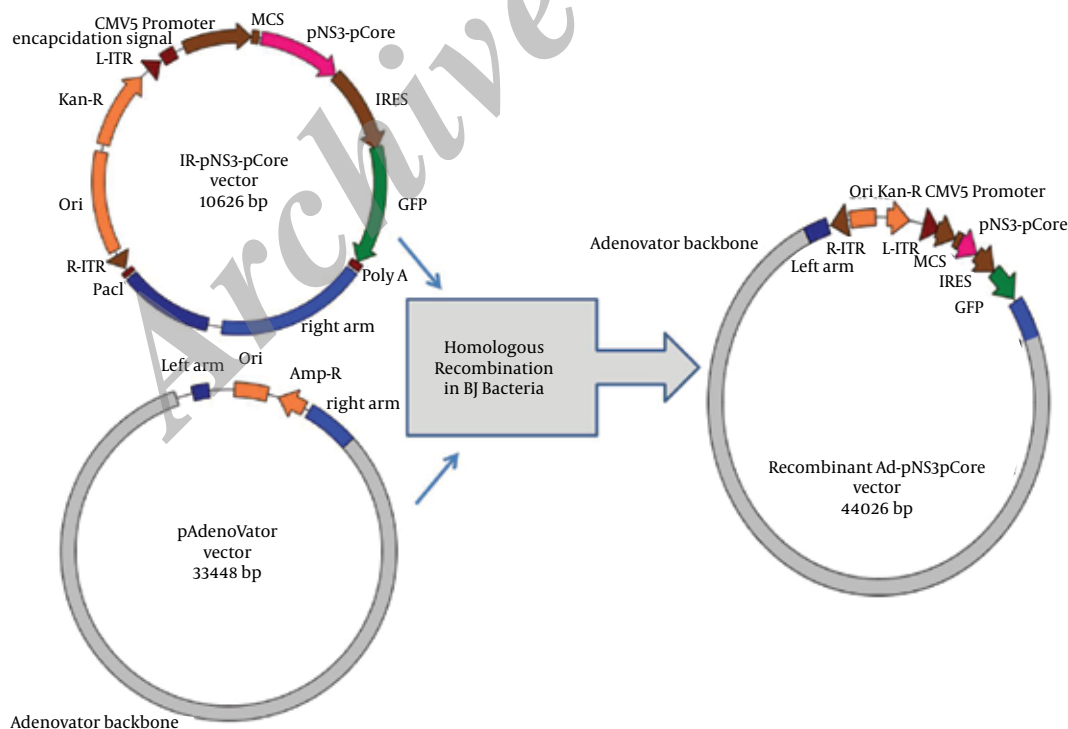 CMV5 Promoter
MCS
encapcidation signal
pNS3-pCore
L-ITR
Kan-R
IRES
IR-pNS3-pCore
vector
10626 bp
Ori
GFP
R-ITR
PacI
Poly A
right arm
Left arm
Ori
Amp-R
right arm
pAdenoVator
vector
33448 bp
Adenovator backbone
Homologous
Recombination
in BJ Bacteria
Ori Kan-R CMV5 Promoter
pNS3-pCore
Adenovator backbone
R-ITR
L-ITR
Left arm
MCS
IRES
GFP
Recombinant Ad-pNS3pCore
vector
44026 bp
Archive